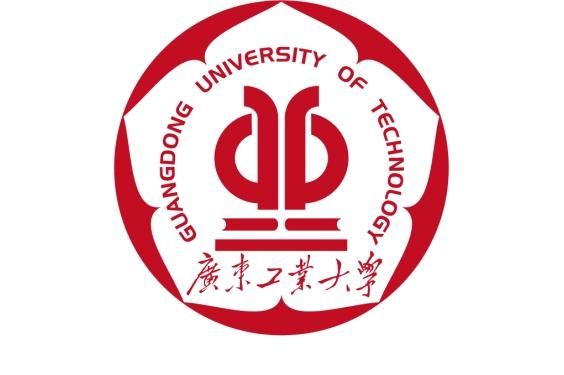 GUANGDONG UNIVERSITY OF TECHNOLOGY
廣東工業大學